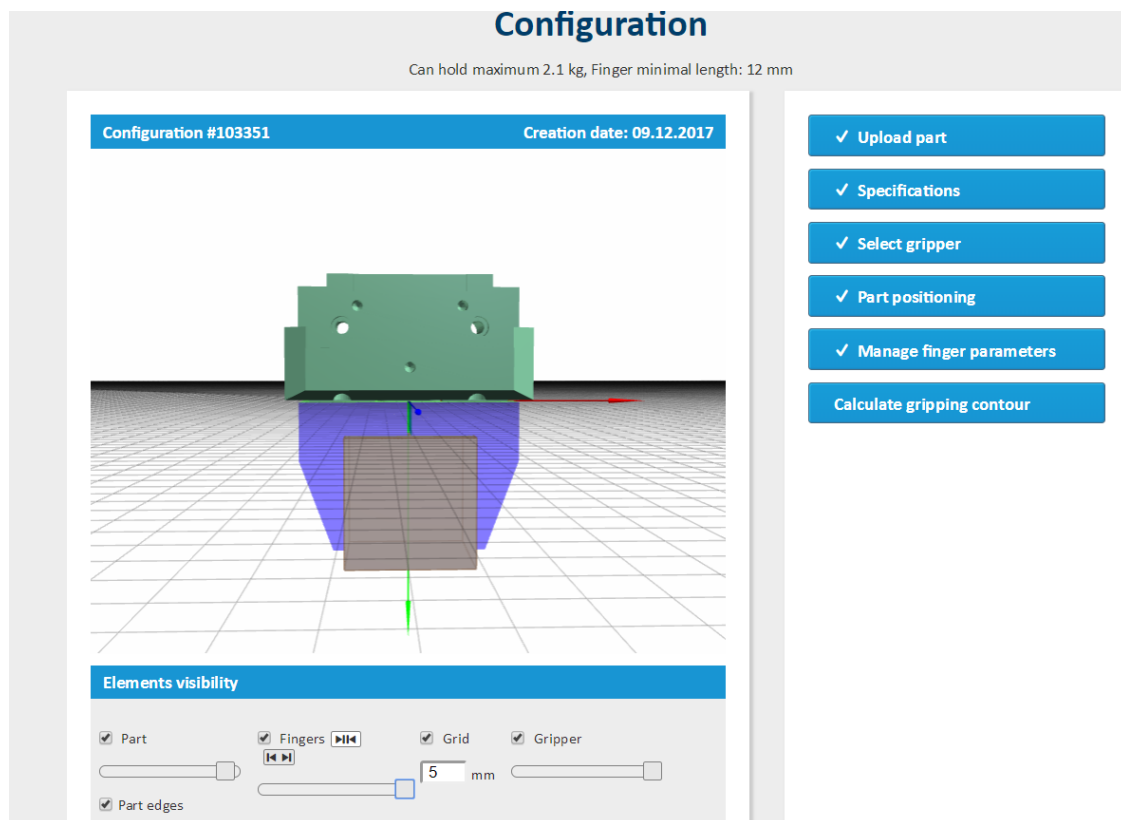 Configuration
Can hold maximum 2.1 kg, Finger minimal length: 12 mm
Configuration #103351 Creation date: 09.12.2017
✓ Upload part
✓ Specifications
✓ Select gripper
✓ Part positioning
✓ Manage finger parameters
Calculate gripping contour
Elements visibility
Part
Fingers
Grid
Gripper
5 mm
Part edges